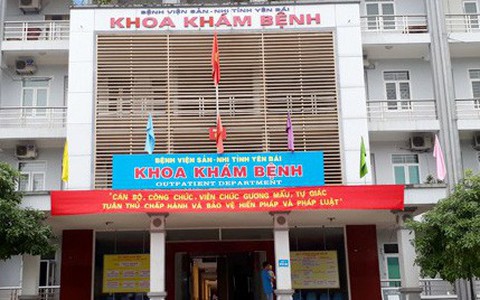 BỆNH VIỆN SẢN - NHI TỈNH YÊN BÁI
KHOA KHÁM BỆNH
BỆNH VIỆN SẢN - NHI TỈNH YÊN BÁI
KHOA KHÁM BỆNH
OUTPATIENT DEPARTMENT
"CÁN BỘ, CÔNG CHỨC, VIÊN CHỨC GƯƠNG MẪU, TỰ GIÁC
TUÂN THỦ CHẤP HÀNH VÀ BẢO VỆ HIẾN PHÁP VÀ PHÁP LUẬT"